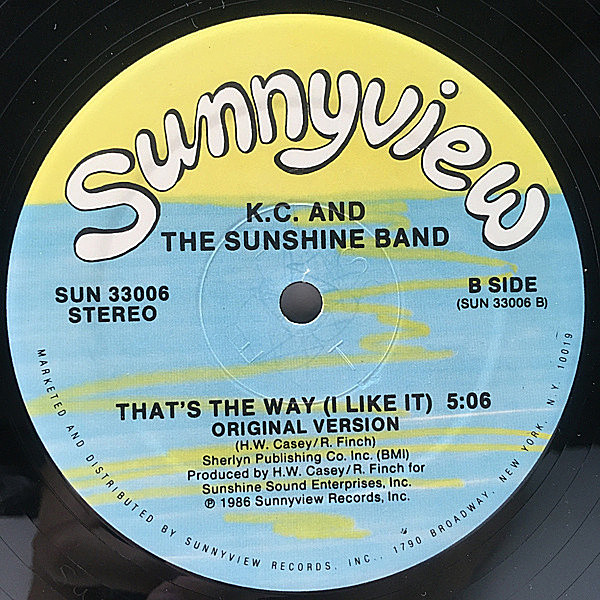 Sunnyview
K.C. AND
THE SUNSHINE BAND
SUN 33006
STEREO
B SIDE
(SUN 33006 B)
THAT'S THE WAY (I LIKE IT) 5:06
ORIGINAL VERSION
(H.W. Casey/R. Finch)
Sherlyn Publishing Co. Inc. (BMI)
Produced by H.W. Casey/R. Finch for
Sunshine Sound Enterprises, Inc.
℗ 1986 Sunnyview Records, Inc.
MARKETED AND DISTRIBUTED BY SUNNYVIEW RECORDS, INC., 1790 BROADWAY, NEW YORK, NY 10019